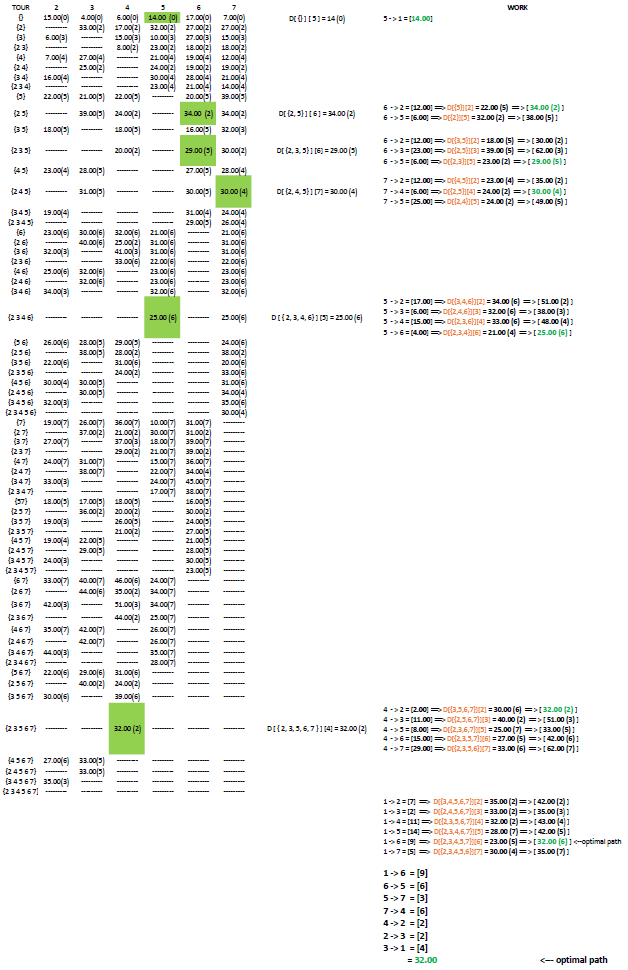 TOUR 2 3 4 5 6 7 WORK
{} 15.00(0) 4.00(0) 6.00(0) 14.00 (0) 17.00(0) 7.00(0) D[ {} ] [ 5 ] = 14 (0) 5 -> 1 = [14.00]
{2} --------- 33.00(2) 17.00(2) 32.00(2) 27.00(2) 27.00(2)
{3} 6.00(3) --------- 15.00(3) 10.00(3) 27.00(3) 15.00(3)
{2 3} --------- --------- 8.00(2) 23.00(2) 18.00(2) 18.00(2)
{4} 7.00(4) 27.00(4) --------- 21.00(4) 19.00(4) 12.00(4)
{2 4} --------- 25.00(2) --------- 24.00(2) 19.00(2) 19.00(2)
{3 4} 16.00(4) --------- --------- 30.00(4) 28.00(4) 21.00(4)
{2 3 4} --------- --------- --------- 23.00(4) 21.00(4) 14.00(4)
{5} 22.00(5) 21.00(5) 22.00(5) --------- 20.00(5) 39.00(5)
6 -> 2 = [12.00] ==> D[{5}][2] = 22.00 (5) ==> [ 34.00 (2) ]
{2 5} --------- 39.00(5) 24.00(2) --------- 34.00 (2) 34.00(2) D[ {2, 5} ] [ 6 ] = 34.00 (2)
6 -> 5 = [6.00] ==> D[{2}][5] = 32.00 (2) ==> [ 38.00 (5) ]
{3 5} 18.00(5) --------- 18.00(5) --------- 16.00(5) 32.00(3)
6 -> 2 = [12.00] ==> D[{3,5}][2] = 18.00 (5) ==> [ 30.00 (2) ]
{2 3 5} --------- --------- 20.00(2) --------- 29.00 (5) 30.00(2) D[ {2, 3, 5} ] [6] = 29.00 (5) 6 -> 3 = [23.00] ==> D[{2,5}][3] = 39.00 (5) ==> [ 62.00 (3) ]
6 -> 5 = [6.00] ==> D[{2,3}][5] = 23.00 (2) ==> [ 29.00 (5) ]
{4 5} 23.00(4) 28.00(5) --------- --------- 27.00(5) 28.00(4)
7 -> 2 = [12.00] ==> D[{4,5}][2] = 23.00 (4) ==> [ 35.00 (2) ]
{2 4 5} --------- 31.00(5) --------- --------- 30.00(5) 30.00 (4) D[ {2, 4, 5} ] [7] = 30.00 (4) 7 -> 4 = [6.00] ==> D[{2,5}][4] = 24.00 (2) ==> [ 30.00 (4) ]
7 -> 5 = [25.00] ==> D[{2,4}][5] = 24.00 (2) ==> [ 49.00 (5) ]
{3 4 5} 19.00(4) --------- --------- --------- 31.00(4) 24.00(4)
{2 3 4 5} --------- --------- --------- --------- 29.00(5) 26.00(4)
{6} 23.00(6) 30.00(6) 32.00(6) 21.00(6) --------- 21.00(6)
{2 6} --------- 40.00(6) 25.00(2) 31.00(6) --------- 31.00(6)
{3 6} 32.00(3) --------- 41.00(3) 31.00(6) --------- 31.00(6)
{2 3 6} --------- --------- 33.00(6) 22.00(6) --------- 22.00(6)
{4 6} 25.00(6) 32.00(6) --------- 23.00(6) --------- 23.00(6)
{2 4 6} --------- 32.00(6) --------- 23.00(6) --------- 23.00(6)
{3 4 6} 34.00(3) --------- --------- 32.00(6) --------- 32.00(6)
5 -> 2 = [17.00] ==> D[{3,4,6}][2] = 34.00 (6) ==> [ 51.00 (2) ]
5 -> 3 = [6.00] ==> D[{2,4,6}][3] = 32.00 (6) ==> [ 38.00 (3) ]
{2 3 4 6} --------- --------- --------- 25.00 (6) --------- 25.00(6) D [ { 2, 3, 4, 6} ] [5] = 25.00 (6)
5 -> 4 = [15.00] ==> D[{2,3,6}][4] = 33.00 (6) ==> [ 48.00 (4) ]
5 -> 6 = [4.00] ==> D[{2,3,4}][6] = 21.00 (4) ==> [ 25.00 (6) ]
{5 6} 26.00(6) 28.00(5) 29.00(5) --------- --------- 24.00(6)
{2 5 6} --------- 38.00(5) 28.00(2) --------- --------- 38.00(2)
{3 5 6} 22.00(6) --------- 31.00(6) --------- --------- 20.00(6)
{2 3 5 6} --------- --------- 24.00(2) --------- --------- 33.00(6)
{4 5 6} 30.00(4) 30.00(5) --------- --------- --------- 31.00(6)
{2 4 5 6} --------- 30.00(5) --------- --------- --------- 34.00(4)
{3 4 5 6} 32.00(3) --------- --------- --------- --------- 35.00(6)
{2 3 4 5 6} --------- --------- --------- --------- --------- 30.00(4)
{7} 19.00(7) 26.00(7) 36.00(7) 10.00(7) 31.00(7) ---------
{2 7} --------- 37.00(2) 21.00(2) 30.00(7) 31.00(2) ---------
{3 7} 27.00(7) --------- 37.00(3) 18.00(7) 39.00(7) ---------
{2 3 7} --------- --------- 29.00(2) 21.00(7) 39.00(2) ---------
{4 7} 24.00(7) 31.00(7) --------- 15.00(7) 36.00(7) ---------
{2 4 7} --------- 38.00(7) --------- 22.00(7) 34.00(4) ---------
{3 4 7} 33.00(3) --------- --------- 24.00(7) 45.00(7) ---------
{2 3 4 7} --------- --------- --------- 17.00(7) 38.00(7) ---------
{57} 18.00(5) 17.00(5) 18.00(5) --------- 16.00(5) ---------
{2 5 7} --------- 36.00(2) 20.00(2) --------- 30.00(2) ---------
{3 5 7} 19.00(3) --------- 26.00(5) --------- 24.00(5) ---------
{2 3 5 7} --------- --------- 21.00(2) --------- 27.00(5) ---------
{4 5 7} 19.00(4) 22.00(5) --------- --------- 21.00(5) ---------
{2 4 5 7} --------- 29.00(5) --------- --------- 28.00(5) ---------
{3 4 5 7} 24.00(3) --------- --------- --------- 30.00(5) ---------
{2 3 4 5 7} --------- --------- --------- --------- 23.00(5) ---------
{6 7} 33.00(7) 40.00(7) 46.00(6) 24.00(7) --------- ---------
{2 6 7} --------- 44.00(6) 35.00(2) 34.00(7) --------- ---------
{3 6 7} 42.00(3) --------- 51.00(3) 34.00(7) --------- ---------
{2 3 6 7} --------- --------- 44.00(2) 25.00(7) --------- ---------
{4 6 7} 35.00(7) 42.00(7) --------- 26.00(7) --------- ---------
{2 4 6 7} --------- 42.00(7) --------- 26.00(7) --------- ---------
{3 4 6 7} 44.00(3) --------- --------- 35.00(7) --------- ---------
{2 3 4 6 7} --------- --------- --------- 28.00(7) --------- ---------
{5 6 7} 22.00(6) 29.00(6) 31.00(6) --------- --------- ---------
{2 5 6 7} --------- 40.00(2) 24.00(2) --------- --------- ---------
{3 5 6 7} 30.00(6) --------- 39.00(6) --------- --------- ---------
4 -> 2 = [2.00] ==> D[{3,5,6,7}][2] = 30.00 (6) ==> [ 32.00 (2) ]
4 -> 3 = [11.00] ==> D[{2,5,6,7}][3] = 40.00 (2) ==> [ 51.00 (3) ]
{2 3 5 6 7} --------- --------- 32.00 (2) --------- --------- --------- D [ { 2, 3, 5, 6, 7 } ] [4] = 32.00 (2) 4 -> 5 = [8.00] ==> D[{2,3,6,7}][5] = 25.00 (7) ==> [ 33.00 (5) ]
4 -> 6 = [15.00] ==> D[{2,3,5,7}][6] = 27.00 (5) ==> [ 42.00 (6) ]
4 -> 7 = [29.00] ==> D[{2,3,5,6}][7] = 33.00 (6) ==> [ 62.00 (7) ]
{4 5 6 7} 27.00(6) 33.00(5) --------- --------- --------- ---------
{2 4 5 6 7} --------- 33.00(5) --------- --------- --------- ---------
{3 4 5 6 7} 35.00(3) --------- --------- --------- --------- ---------
{2 3 4 5 6 7} --------- --------- --------- --------- --------- ---------
1 -> 2 = [7] ==> D[{3,4,5,6,7}][2] = 35.00 (2) ==> [ 42.00 (2) ]
1 -> 3 = [2] ==> D[{2,4,5,6,7}][3] = 33.00 (2) ==> [ 35.00 (3) ]
1 -> 4 = [11] ==> D[{2,3,5,6,7}][4] = 32.00 (2) ==> [ 43.00 (4) ]
1 -> 5 = [14] ==> D[{2,3,4,6,7}][5] = 28.00 (7) ==> [ 42.00 (5) ]
1 -> 6 = [9] ==> D[{2,3,4,5,7}][6] = 23.00 (5) ==> [ 32.00 (6) ] <--optimal path
1 -> 7 = [5] ==> D[{2,3,4,5,6}][7] = 30.00 (4) ==> [ 35.00 (7) ]
1 -> 6 = [9]
6 -> 5 = [6]
5 -> 7 = [3]
7 -> 4 = [6]
4 -> 2 = [2]
2 -> 3 = [2]
3 -> 1 = [4]
= 32.00 <--- optimal path